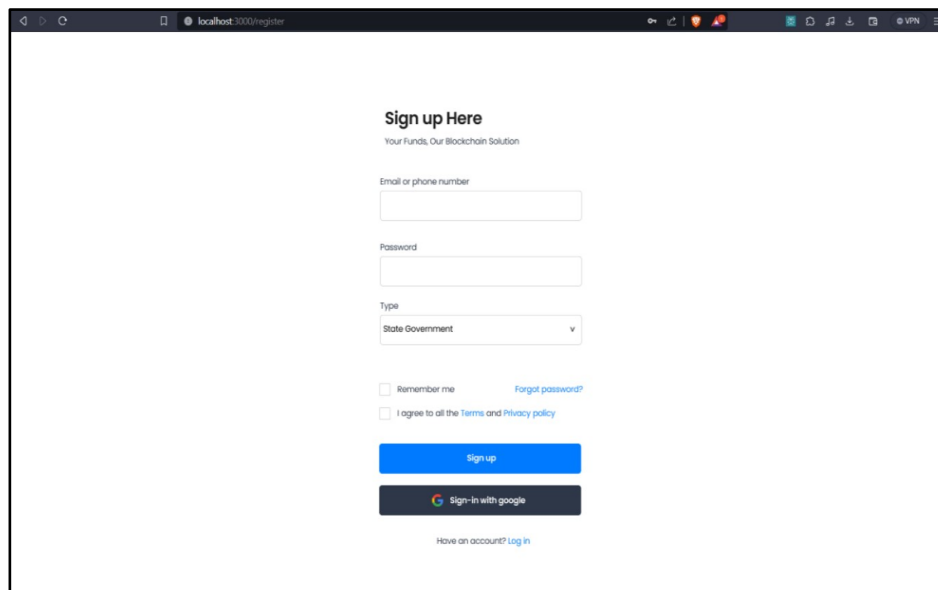 localhost:3000/register
VPN
Sign up Here
Your Funds, Our Blockchain Solution
Email or phone number
Password
Type
State Government v
Remember me Forgot password?
I agree to all the Terms and Privacy policy
Sign up
Sign-in with google
Have an account? Log in